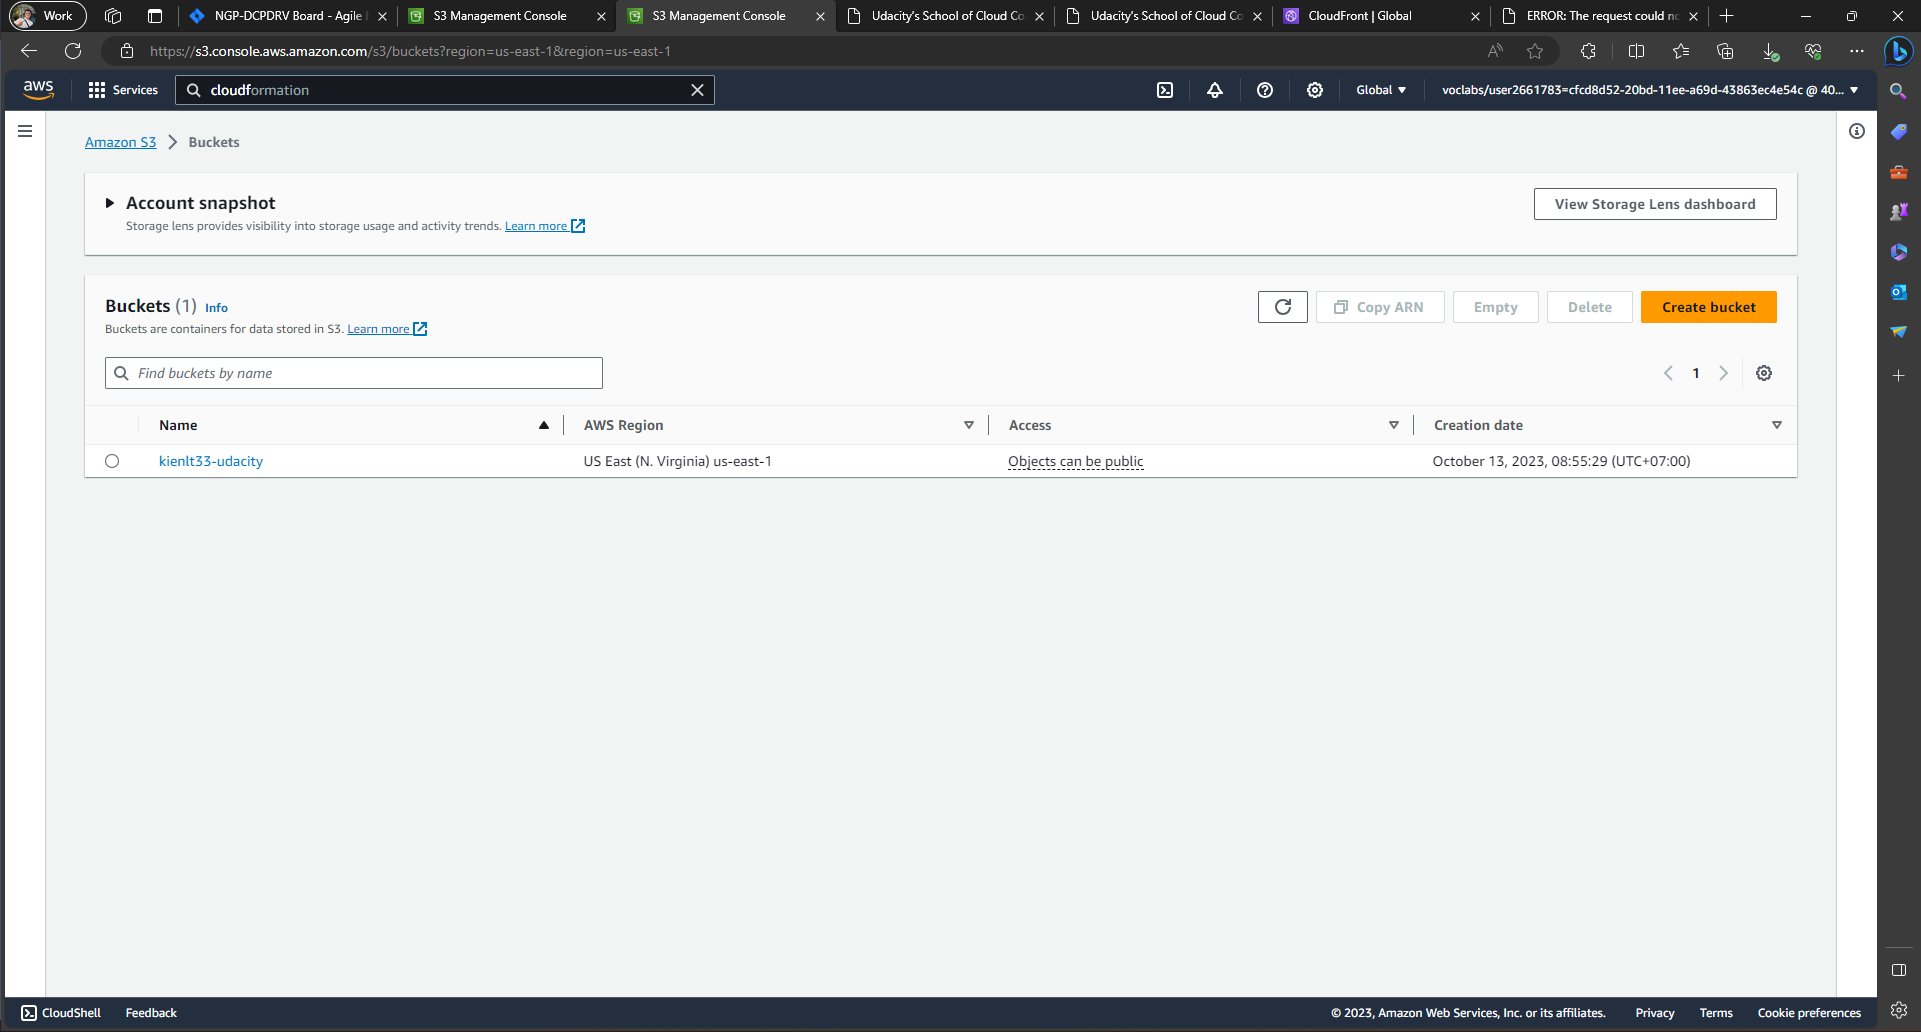 Work
NGP-DCPDRV Board - Agile
S3 Management Console
S3 Management Console
Udacity's School of Cloud Co
Udacity's School of Cloud Co
CloudFront | Global
ERROR: The request could no
https://s3.console.aws.amazon.com/s3/buckets?region=us-east-1&region=us-east-1
aws
Services
cloudformation
Global
voclabs/user2661783=cfcd8d52-20bd-11ee-a69d-43863ec4e54c @ 40...
Amazon S3
Buckets
Account snapshot
Storage lens provides visibility into storage usage and activity trends. Learn more
View Storage Lens dashboard
Buckets (1) Info
Buckets are containers for data stored in S3. Learn more
Copy ARN
Empty
Delete
Create bucket
Find buckets by name
1
Name
AWS Region
Access
Creation date
kienlt33-udacity
US East (N. Virginia) us-east-1
Objects can be public
October 13, 2023, 08:55:29 (UTC+07:00)
CloudShell
Feedback
© 2023, Amazon Web Services, Inc. or its affiliates.
Privacy
Terms
Cookie preferences